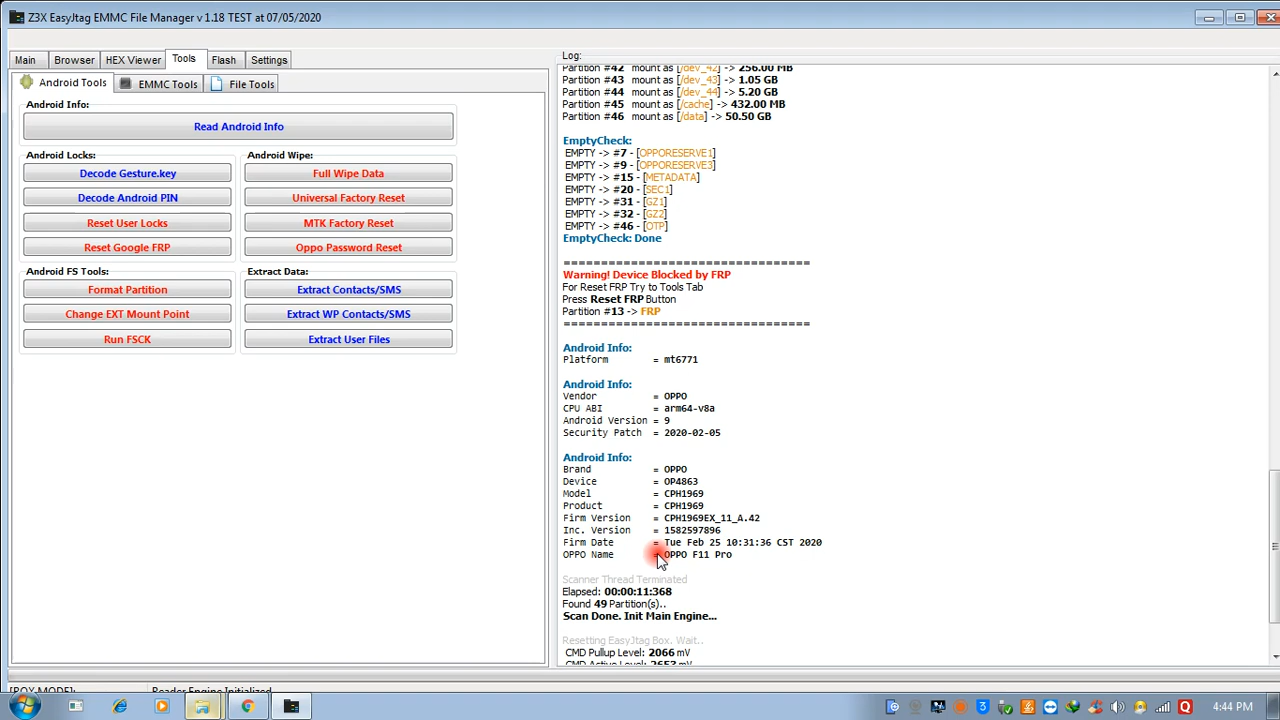 Z3X EasyJtag EMMC File Manager v 1.18 TEST at 07/05/2020
Main Browser HEX Viewer Tools Flash Settings
Android Tools EMMC Tools File Tools
Android Info:
Read Android Info
Android Locks: Android Wipe:
Decode Gesture.key Full Wipe Data
Decode Android PIN Universal Factory Reset
Reset User Locks MTK Factory Reset
Reset Google FRP Oppo Password Reset
Android FS Tools: Extract Data:
Format Partition Extract Contacts/SMS
Change EXT Mount Point Extract WP Contacts/SMS
Run FSCK Extract User Files
Log:
Partition #42 mount as [/dev_42] -> 256.00 MB
Partition #43 mount as [/dev_43] -> 1.05 GB
Partition #44 mount as [/dev_44] -> 5.20 GB
Partition #45 mount as [/cache] -> 432.00 MB
Partition #46 mount as [/data] -> 50.50 GB
EmptyCheck:
EMPTY -> #7 - [OPPORESERVE1]
EMPTY -> #9 - [OPPORESERVE3]
EMPTY -> #15 - [METADATA]
EMPTY -> #20 - [SEC1]
EMPTY -> #31 - [GZ1]
EMPTY -> #32 - [GZ2]
EMPTY -> #46 - [OTP]
EmptyCheck: Done
===============================
Warning! Device Blocked by FRP
For Reset FRP Try to Tools Tab
Press Reset FRP Button
Partition #13 -> FRP
===============================
Android Info:
Platform = mt6771
Android Info:
Vendor = OPPO
CPU ABI = arm64-v8a
Android Version = 9
Security Patch = 2020-02-05
Android Info:
Brand = OPPO
Device = OP4863
Model = CPH1969
Product = CPH1969
Firm Version = CPH1969EX_11_A.42
Inc. Version = 1582597896
Firm Date = Tue Feb 25 10:31:36 CST 2020
OPPO Name = OPPO F11 Pro
Scanner Thread Terminated
Elapsed: 00:00:11:368
Found 49 Partition(s)..
Scan Done. Init Main Engine...
Resetting EasyJtag Box. Wait..
CMD Pullup Level: 2066 mV
CMD Active Level: 2653 mV
[BOX MODE]: Reader Engine Initialized
4:44 PM